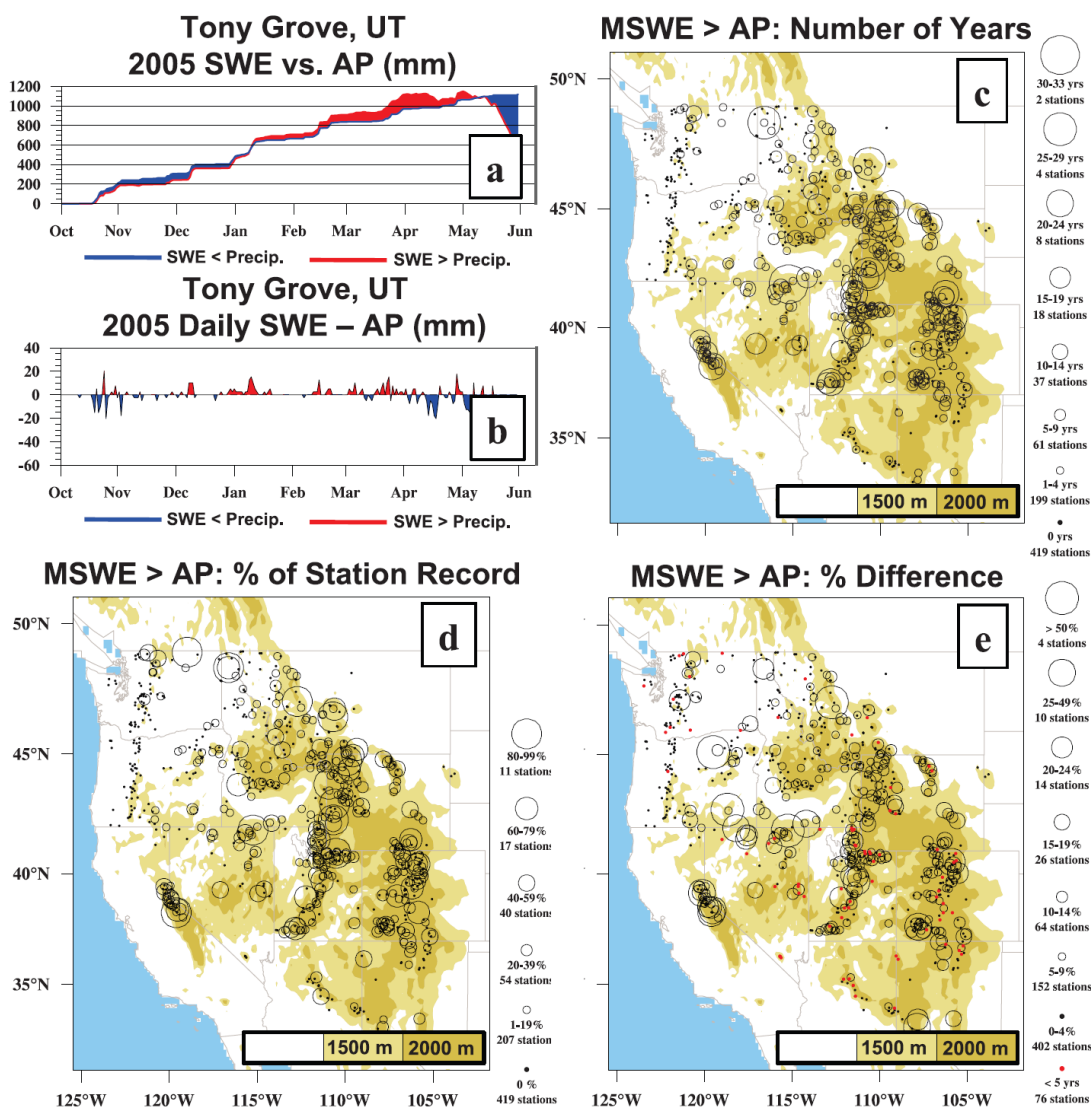 Tony Grove, UT
2005 SWE vs. AP (mm)
1200
1000
800
600
400
200
0
a
Oct Nov Dec Jan Feb Mar Apr May Jun
SWE < Precip. SWE > Precip.
Tony Grove, UT
2005 Daily SWE – AP (mm)
40
20
0
-20
-40
-60
b
Oct Nov Dec Jan Feb Mar Apr May Jun
SWE < Precip. SWE > Precip.
MSWE > AP: Number of Years
c
50°N
45°N
40°N
35°N
1500 m 2000 m
30-33 yrs
2 stations
25-29 yrs
4 stations
20-24 yrs
8 stations
15-19 yrs
18 stations
10-14 yrs
37 stations
5-9 yrs
61 stations
1-4 yrs
199 stations
0 yrs
419 stations
MSWE > AP: % of Station Record
d
50°N
45°N
40°N
35°N
1500 m 2000 m
125°W 120°W 115°W 110°W 105°W
80-99%
11 stations
60-79%
17 stations
40-59%
40 stations
20-39%
54 stations
1-19%
207 station
0 %
419 stations
MSWE > AP: % Difference
e
50°N
45°N
40°N
35°N
1500 m 2000 m
125°W 120°W 115°W 110°W 105°W
> 50%
4 stations
25-49%
10 stations
20-24%
14 stations
15-19%
26 stations
10-14%
64 stations
5-9%
152 stations
0-4%
402 stations
< 5 yrs
76 stations